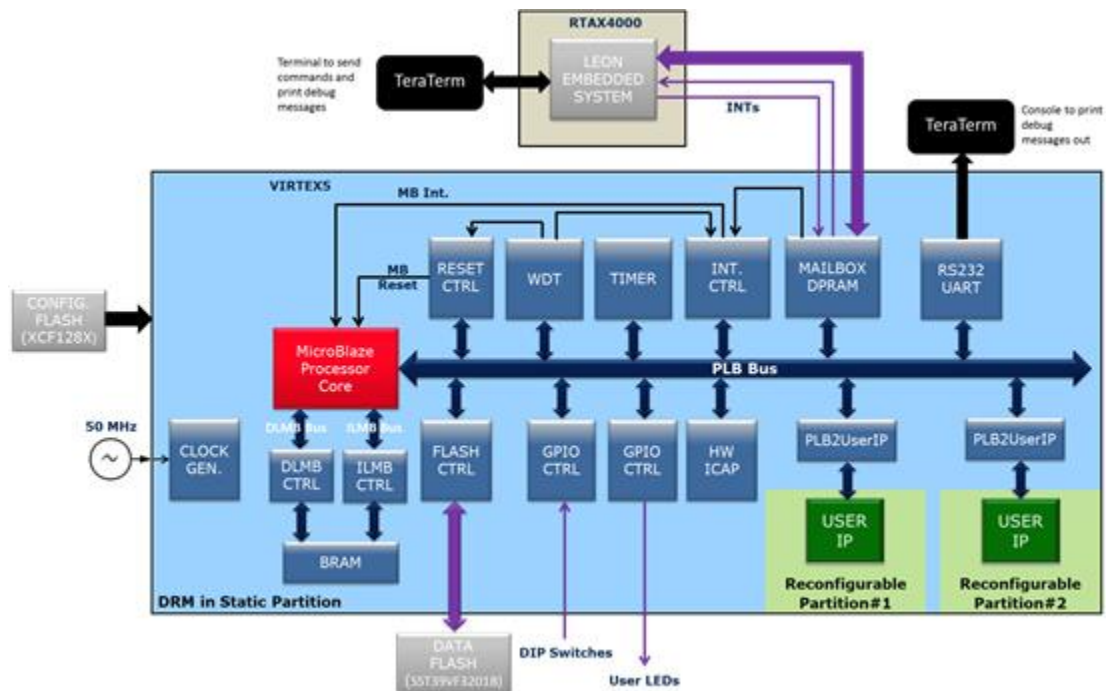 RTAX4000
LEON
EMBEDDED
SYSTEM
Terminal to send
commands and
print debug
messages
TeraTerm
INTs
TeraTerm
Console to print
debug
messages out
VIRTEX5
MB Int.
MB
Reset
RESET
CTRL
WDT
TIMER
INT.
CTRL
MAILBOX
DPRAM
RS232
UART
CONFIG.
FLASH
(XCF128X)
MicroBlaze
Processor
Core
PLB Bus
50 MHz
CLOCK
GEN.
DLMB Bus
ILMB Bus
DLMB
CTRL
ILMB
CTRL
BRAM
FLASH
CTRL
GPIO
CTRL
GPIO
CTRL
HW
ICAP
PLB2UserIP
PLB2UserIP
USER
IP
USER
IP
Reconfigurable
Partition#1
Reconfigurable
Partition#2
DRM in Static Partition
DATA
FLASH
(SST39VF3201B)
DIP Switches
User LEDs